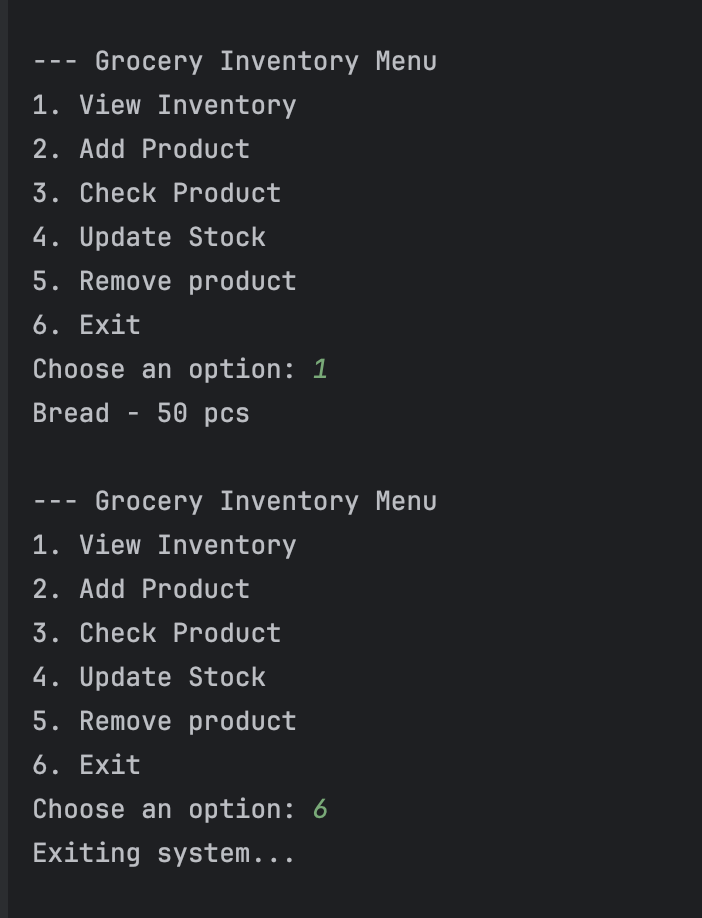 --- Grocery Inventory Menu
1. View Inventory
2. Add Product
3. Check Product
4. Update Stock
5. Remove product
6. Exit
Choose an option: 1
Bread - 50 pcs
--- Grocery Inventory Menu
1. View Inventory
2. Add Product
3. Check Product
4. Update Stock
5. Remove product
6. Exit
Choose an option: 6
Exiting system...